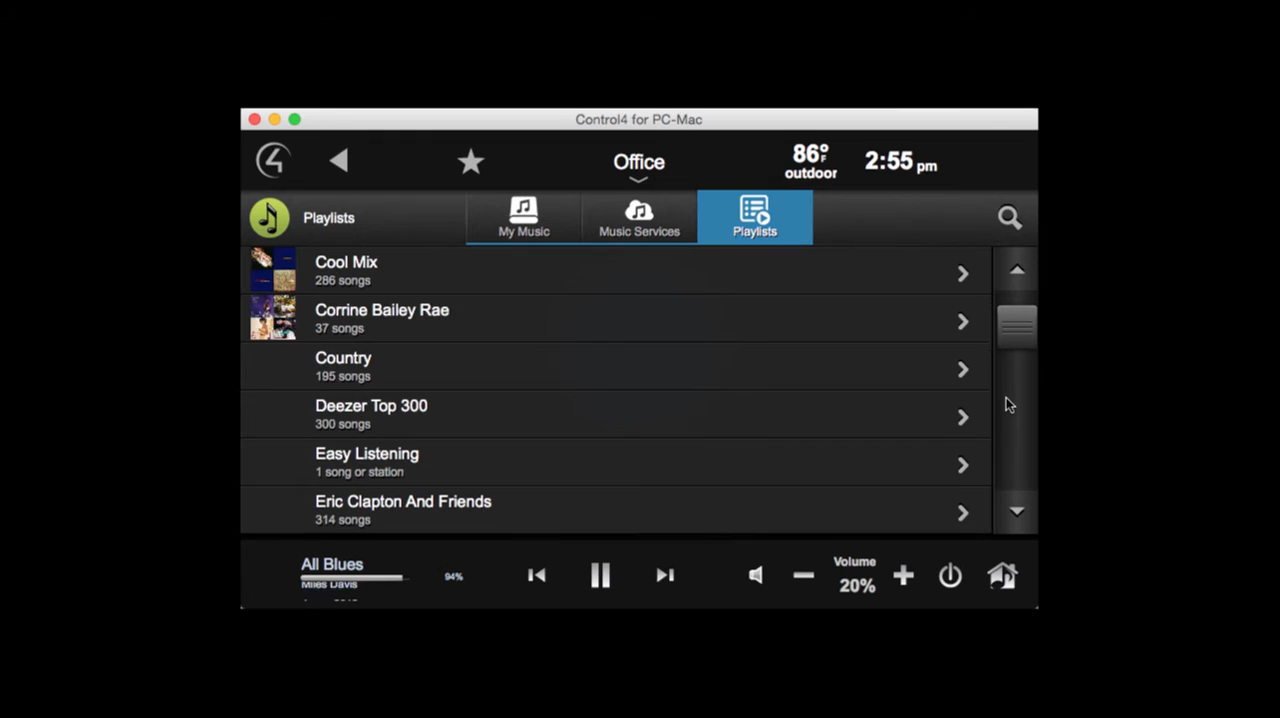 Control4 for PC-Mac
Office
86°F
outdoor
2:55 pm
Playlists
My Music
Music Services
Playlists
Cool Mix
286 songs
Corrine Bailey Rae
37 songs
Country
195 songs
Deezer Top 300
300 songs
Easy Listening
1 song or station
Eric Clapton And Friends
314 songs
All Blues
94%
Miles Davis
Volume
20%